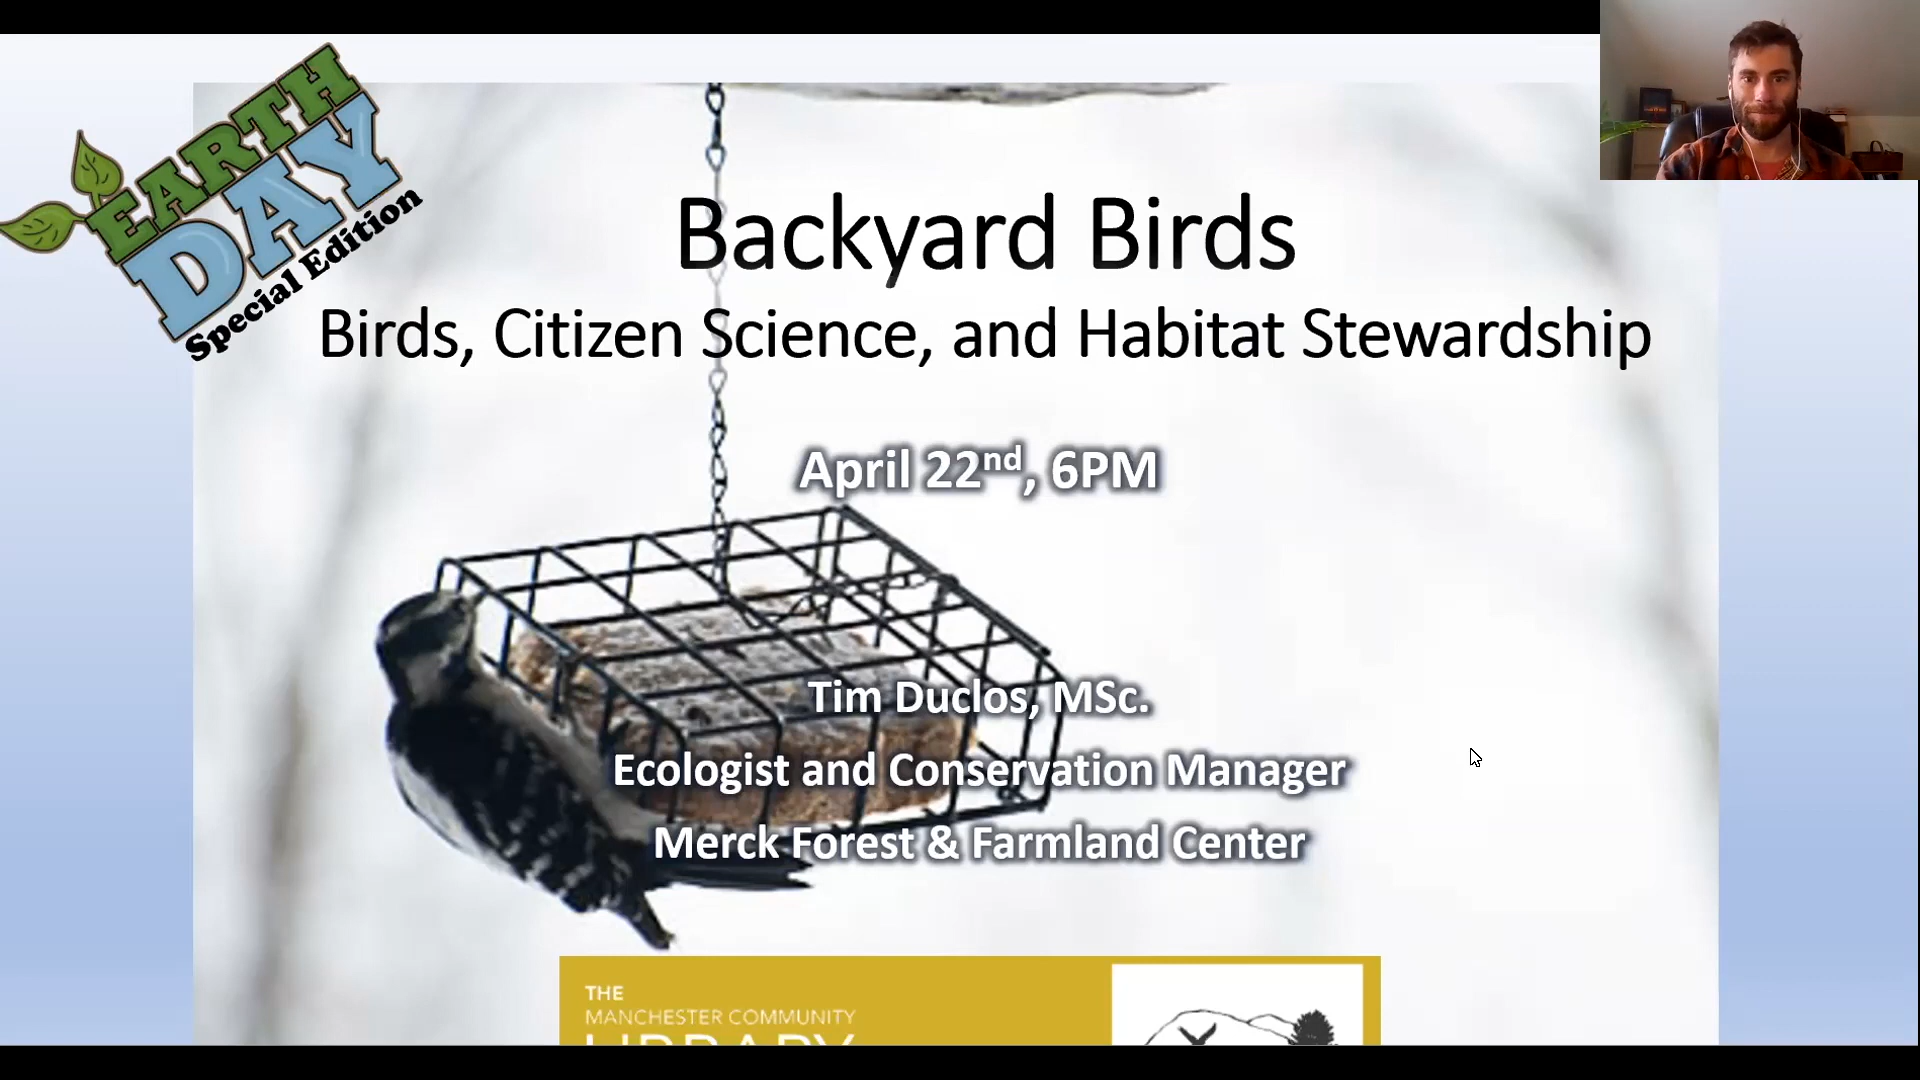 EARTH
DAY
Special Edition
Backyard Birds
Birds, Citizen Science, and Habitat Stewardship
April 22nd, 6PM
Tim Duclos, MSc.
Ecologist and Conservation Manager
Merck Forest & Farmland Center
THE
MANCHESTER COMMUNITY
LIBRARY